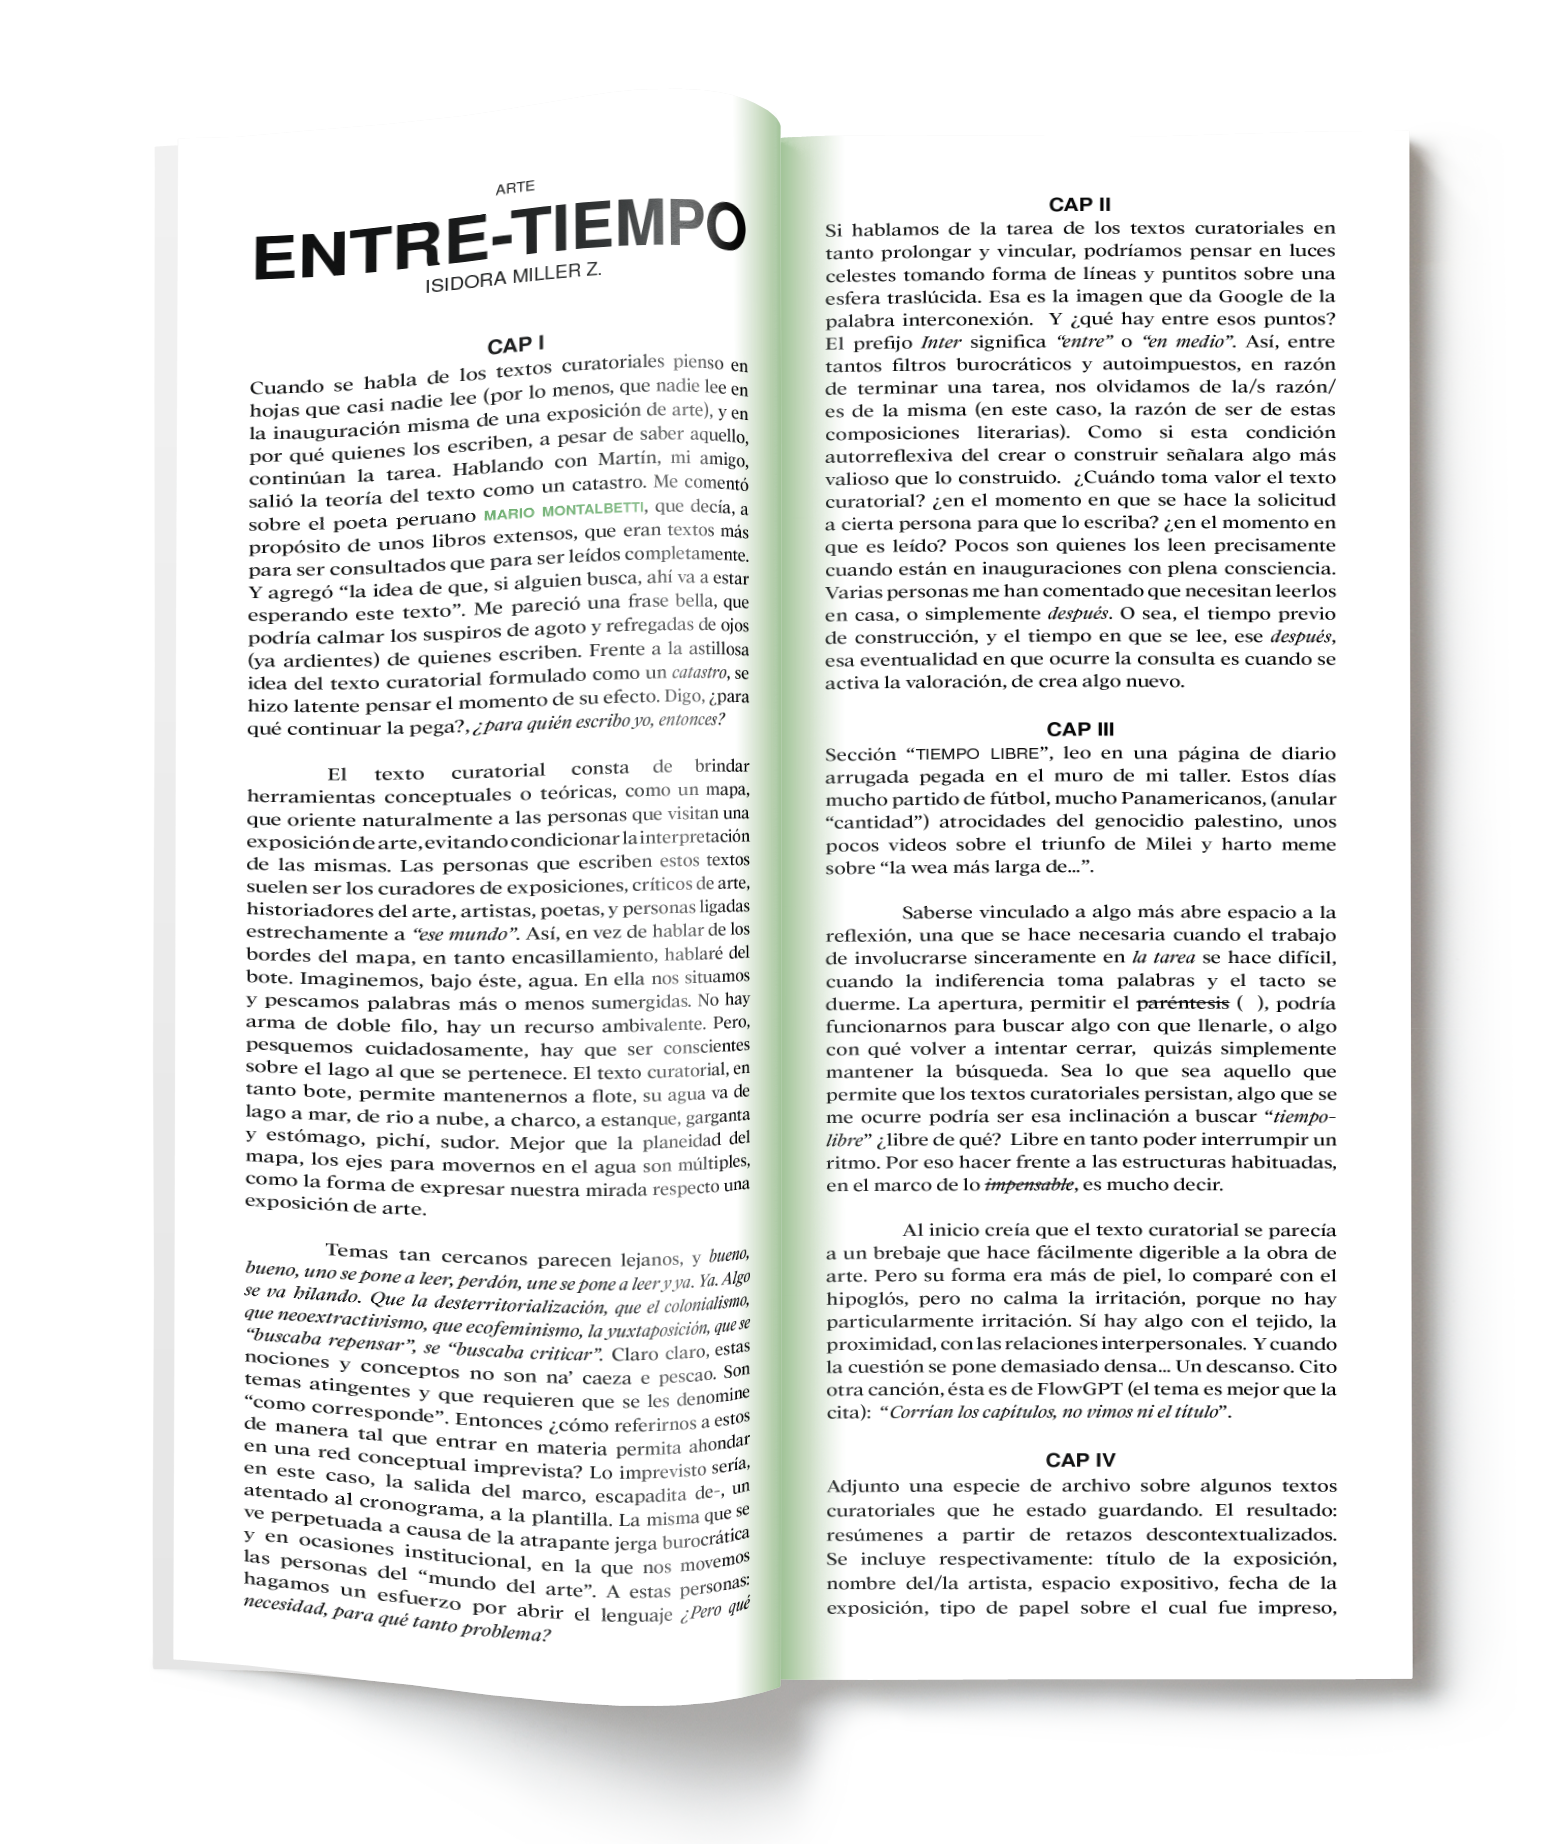 ARTE
ENTRE-TIEMPO
ISIDORA MILLER Z.
CAP I
Cuando se habla de los textos curatoriales pienso en
hojas que casi nadie lee (por lo menos, que nadie lee en
la inauguración misma de una exposición de arte), y en
por qué quienes los escriben, a pesar de saber aquello,
continúan la tarea. Hablando con Martín, mi amigo,
salió la teoría del texto como un catastro. Me comentó
sobre el poeta peruano MARIO MONTALBETTI, que decía, a
propósito de unos libros extensos, que eran textos más
para ser consultados que para ser leídos completamente.
Y agregó “la idea de que, si alguien busca, ahí va a estar
esperando este texto”. Me pareció una frase bella, que
podría calmar los suspiros de agoto y refregadas de ojos
(ya ardientes) de quienes escriben. Frente a la astillosa
idea del texto curatorial formulado como un catastro, se
hizo latente pensar el momento de su efecto. Digo, ¿para
qué continuar la pega?, ¿para quién escribo yo, entonces?
El texto curatorial consta de brindar
herramientas conceptuales o teóricas, como un mapa,
que oriente naturalmente a las personas que visitan una
exposición de arte, evitando condicionar la interpretación
de las mismas. Las personas que escriben estos textos
suelen ser los curadores de exposiciones, críticos de arte,
historiadores del arte, artistas, poetas, y personas ligadas
estrechamente a “ese mundo”. Así, en vez de hablar de los
bordes del mapa, en tanto encasillamiento, hablaré del
bote. Imaginemos, bajo éste, agua. En ella nos situamos
y pescamos palabras más o menos sumergidas. No hay
arma de doble filo, hay un recurso ambivalente. Pero,
pesquemos cuidadosamente, hay que ser conscientes
sobre el lago al que se pertenece. El texto curatorial, en
tanto bote, permite mantenernos a flote, su agua va de
lago a mar, de rio a nube, a charco, a estanque, garganta
y estómago, pichí, sudor. Mejor que la planeidad del
mapa, los ejes para movernos en el agua son múltiples,
como la forma de expresar nuestra mirada respecto una
exposición de arte.
Temas tan cercanos parecen lejanos, y bueno,
bueno, uno se pone a leer, perdón, une se pone a leer y ya. Ya. Algo
se va hilando. Que la desterritorialización, que el colonialismo,
que neoextractivismo, que ecofeminismo, la yuxtaposición, que se
“buscaba repensar”, se “buscaba criticar”. Claro claro, estas
nociones y conceptos no son na’ caeza e pescao. Son
temas atingentes y que requieren que se les denomine
“como corresponde”. Entonces ¿cómo referirnos a estos
de manera tal que entrar en materia permita ahondar
en una red conceptual imprevista? Lo imprevisto sería,
en este caso, la salida del marco, escapadita de-, un
atentado al cronograma, a la plantilla. La misma que se
ve perpetuada a causa de la atrapante jerga burocrática
y en ocasiones institucional, en la que nos movemos
las personas del “mundo del arte”. A estas personas:
hagamos un esfuerzo por abrir el lenguaje ¿Pero qué
necesidad, para qué tanto problema?
CAP II
Si hablamos de la tarea de los textos curatoriales en
tanto prolongar y vincular, podríamos pensar en luces
celestes tomando forma de líneas y puntitos sobre una
esfera traslúcida. Esa es la imagen que da Google de la
palabra interconexión.  Y ¿qué hay entre esos puntos?
El prefijo Inter significa “entre” o “en medio”. Así, entre
tantos filtros burocráticos y autoimpuestos, en razón
de terminar una tarea, nos olvidamos de la/s razón/
es de la misma (en este caso, la razón de ser de estas
composiciones literarias). Como si esta condición
autorreflexiva del crear o construir señalara algo más
valioso que lo construido.  ¿Cuándo toma valor el texto
curatorial? ¿en el momento en que se hace la solicitud
a cierta persona para que lo escriba? ¿en el momento en
que es leído? Pocos son quienes los leen precisamente
cuando están en inauguraciones con plena consciencia.
Varias personas me han comentado que necesitan leerlos
en casa, o simplemente después. O sea, el tiempo previo
de construcción, y el tiempo en que se lee, ese después,
esa eventualidad en que ocurre la consulta es cuando se
activa la valoración, de crea algo nuevo.
CAP III
Sección “TIEMPO LIBRE”, leo en una página de diario
arrugada pegada en el muro de mi taller. Estos días
mucho partido de fútbol, mucho Panamericanos, (anular
“cantidad”) atrocidades del genocidio palestino, unos
pocos videos sobre el triunfo de Milei y harto meme
sobre “la wea más larga de...”.
Saberse vinculado a algo más abre espacio a la
reflexión, una que se hace necesaria cuando el trabajo
de involucrarse sinceramente en la tarea se hace difícil,
cuando la indiferencia toma palabras y el tacto se
duerme. La apertura, permitir el paréntesis (  ), podría
funcionarnos para buscar algo con que llenarle, o algo
con qué volver a intentar cerrar,  quizás simplemente
mantener la búsqueda. Sea lo que sea aquello que
permite que los textos curatoriales persistan, algo que se
me ocurre podría ser esa inclinación a buscar “tiempo-
libre” ¿libre de qué?  Libre en tanto poder interrumpir un
ritmo. Por eso hacer frente a las estructuras habituadas,
en el marco de lo impensable, es mucho decir.
Al inicio creía que el texto curatorial se parecía
a un brebaje que hace fácilmente digerible a la obra de
arte. Pero su forma era más de piel, lo comparé con el
hipoglós, pero no calma la irritación, porque no hay
particularmente irritación. Sí hay algo con el tejido, la
proximidad, con las relaciones interpersonales.  Y cuando
la cuestión se pone demasiado densa... Un descanso. Cito
otra canción, ésta es de FlowGPT (el tema es mejor que la
cita):  “Corrían los capítulos, no vimos ni el título”.
CAP IV
Adjunto una especie de archivo sobre algunos textos
curatoriales que he estado guardando. El resultado:
resúmenes a partir de retazos descontextualizados.
Se incluye respectivamente: título de la exposición,
nombre del/la artista, espacio expositivo, fecha de la
exposición, tipo de papel sobre el cual fue impreso,